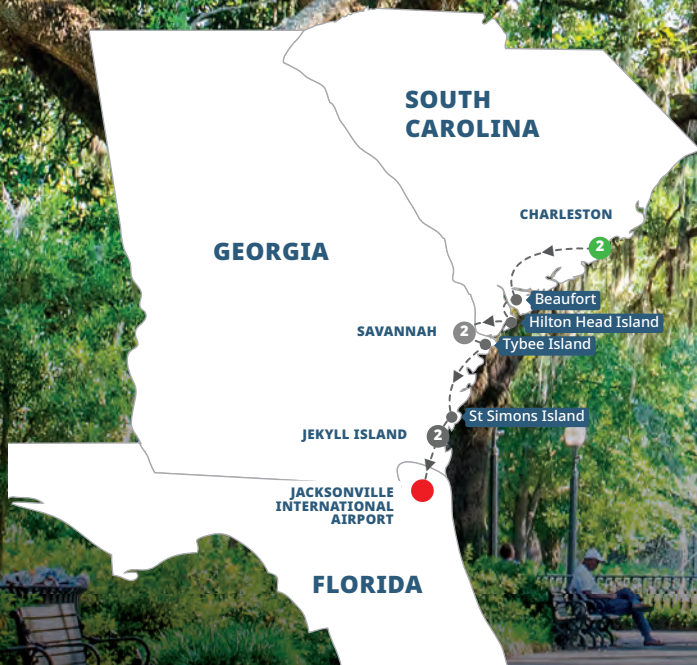 SOUTH
CAROLINA
CHARLESTON
2
GEORGIA
Beaufort
Hilton Head Island
SAVANNAH
2
Tybee Island
St Simons Island
JEKYLL ISLAND
2
JACKSONVILLE
INTERNATIONAL
AIRPORT
FLORIDA